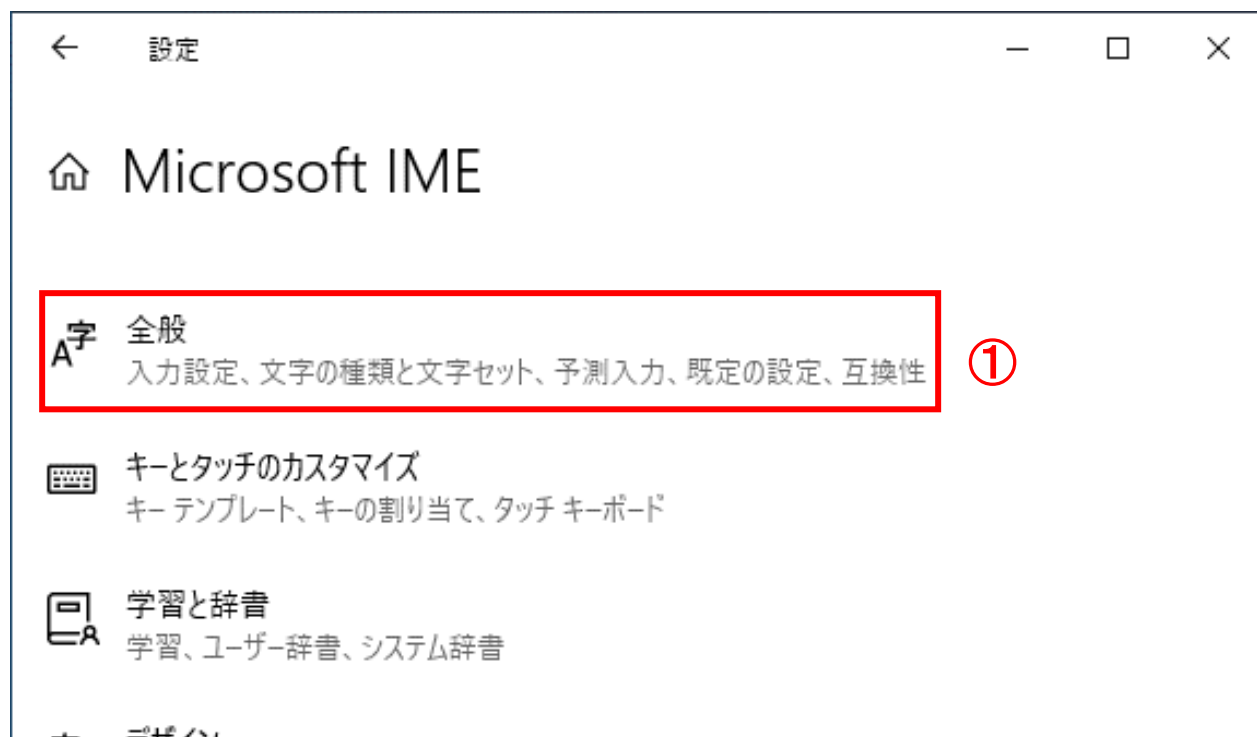 設定
Microsoft IME
全般
入力設定、文字の種類と文字セット、予測入力、既定の設定、互換性
①
キーとタッチのカスタマイズ
キー テンプレート、キーの割り当て、タッチ キーボード
学習と辞書
学習、ユーザー辞書、システム辞書
デザイン